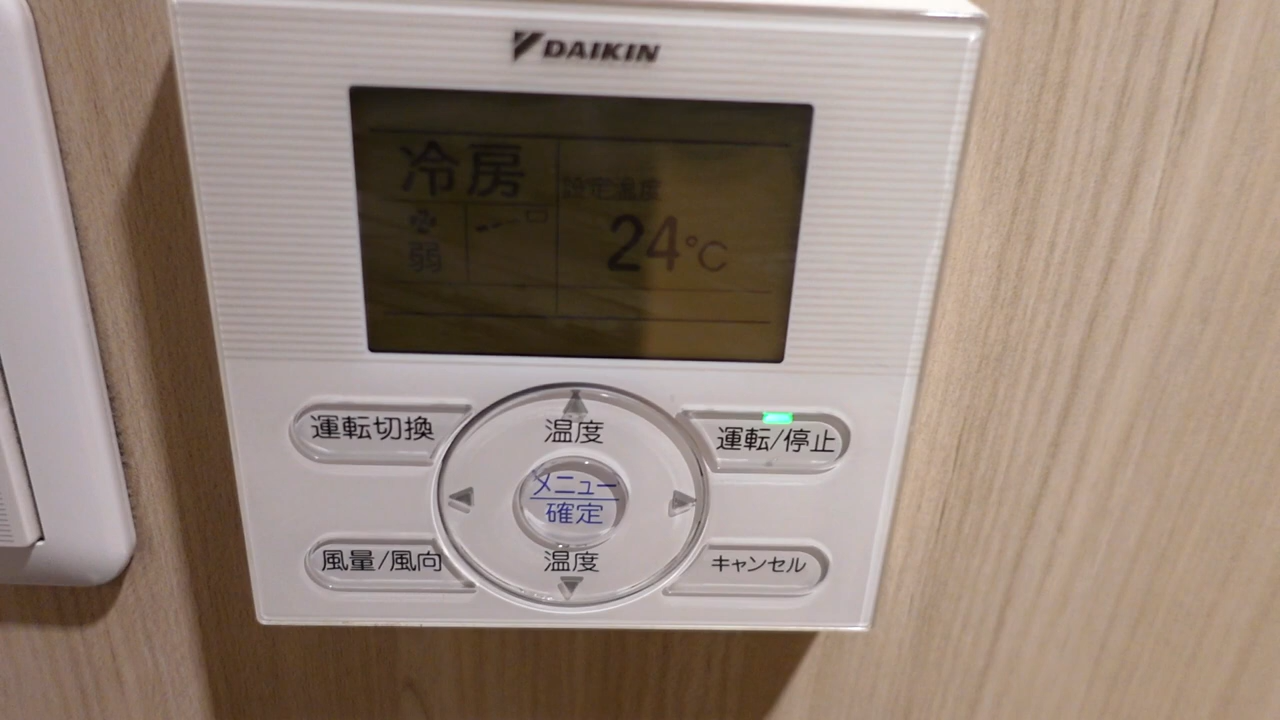 DAIKIN
冷房
設定温度
弱
24°C
運転切換
温度
運転/停止
メニュー
確定
風量/風向
温度
キャンセル